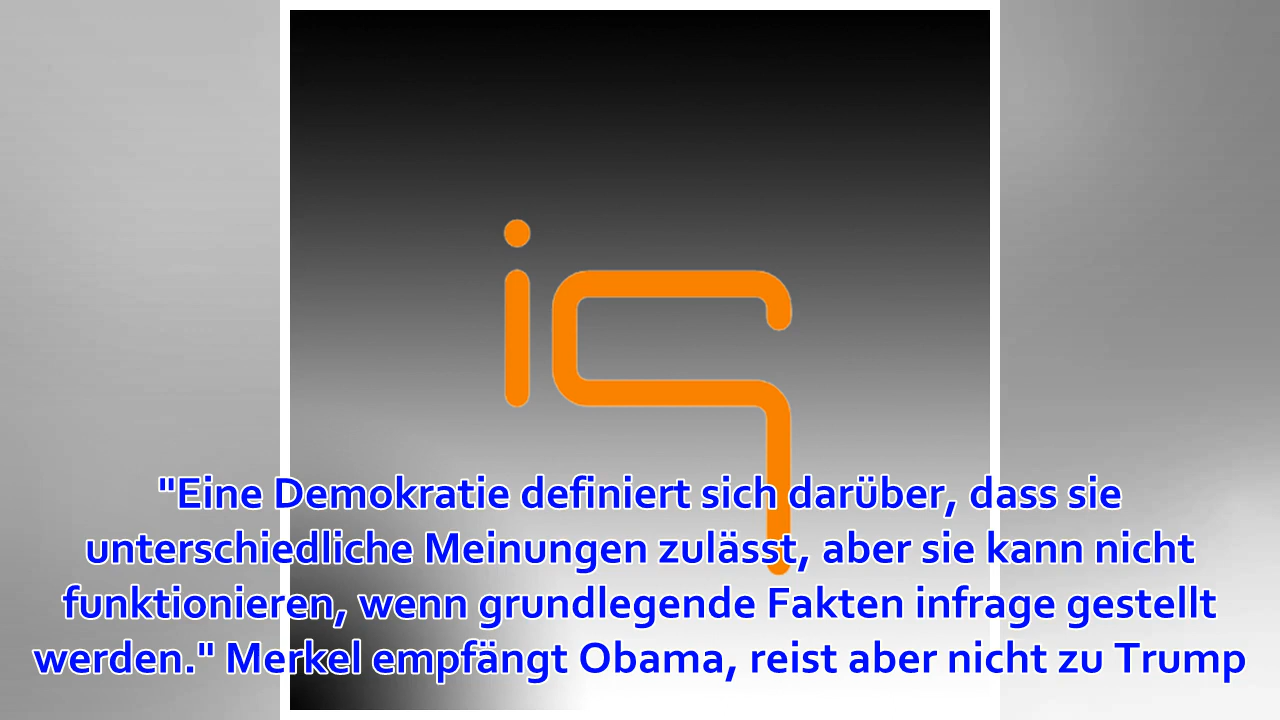 iq
"Eine Demokratie definiert sich darüber, dass sie
unterschiedliche Meinungen zulässt, aber sie kann nicht
funktionieren, wenn grundlegende Fakten infrage gestellt
werden." Merkel empfängt Obama, reist aber nicht zu Trump